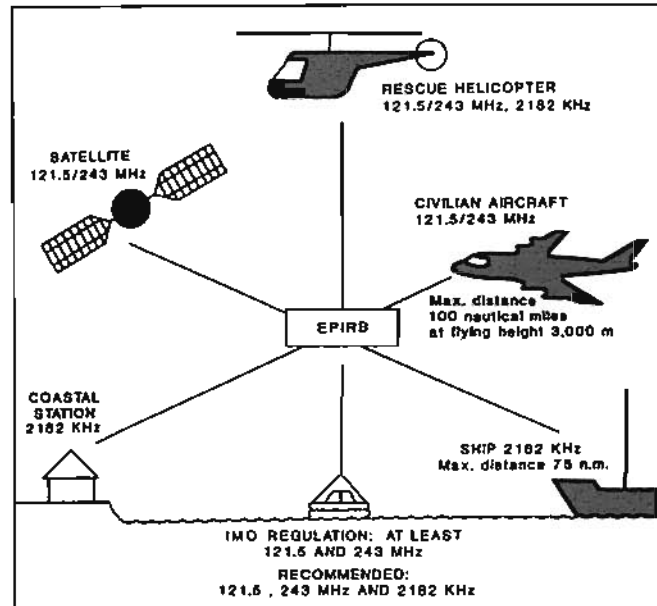 RESCUE HELICOPTER
121.5/243 MHz, 2182 KHz
SATELLITE
121.5/243 MHz
CIVILIAN AIRCRAFT
121.5/243 MHz
Max. distance
100 nautical miles
at flying height 3,000 m
EPIRB
COASTAL
STATION
2182 KHz
SHIP 2182 KHz
Max. distance 75 n.m.
IMO REGULATION: AT LEAST
121.5 AND 243 MHz
RECOMMENDED:
121.5 , 243 MHz AND 2182 KHz